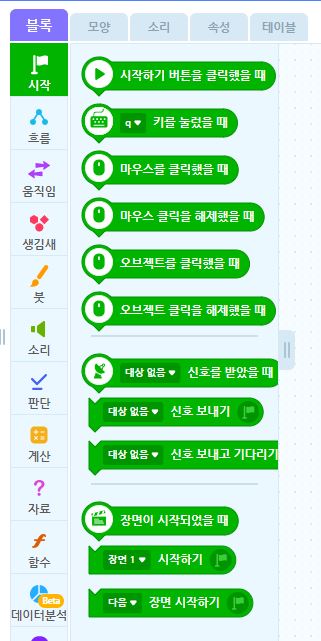 블록 모양 소리 속성 테이블
시작
흐름
움직임
생김새
붓
소리
판단
계산
자료
함수
Beta
데이터분석
시작하기 버튼을 클릭했을 때
q 키를 눌렀을 때
마우스를 클릭했을 때
마우스 클릭을 해제했을 때
오브젝트를 클릭했을 때
오브젝트 클릭을 해제했을 때
대상 없음 신호를 받았을 때
대상 없음 신호 보내기
대상 없음 신호 보내고 기다리기
장면이 시작되었을 때
장면 1 시작하기
다음 장면 시작하기